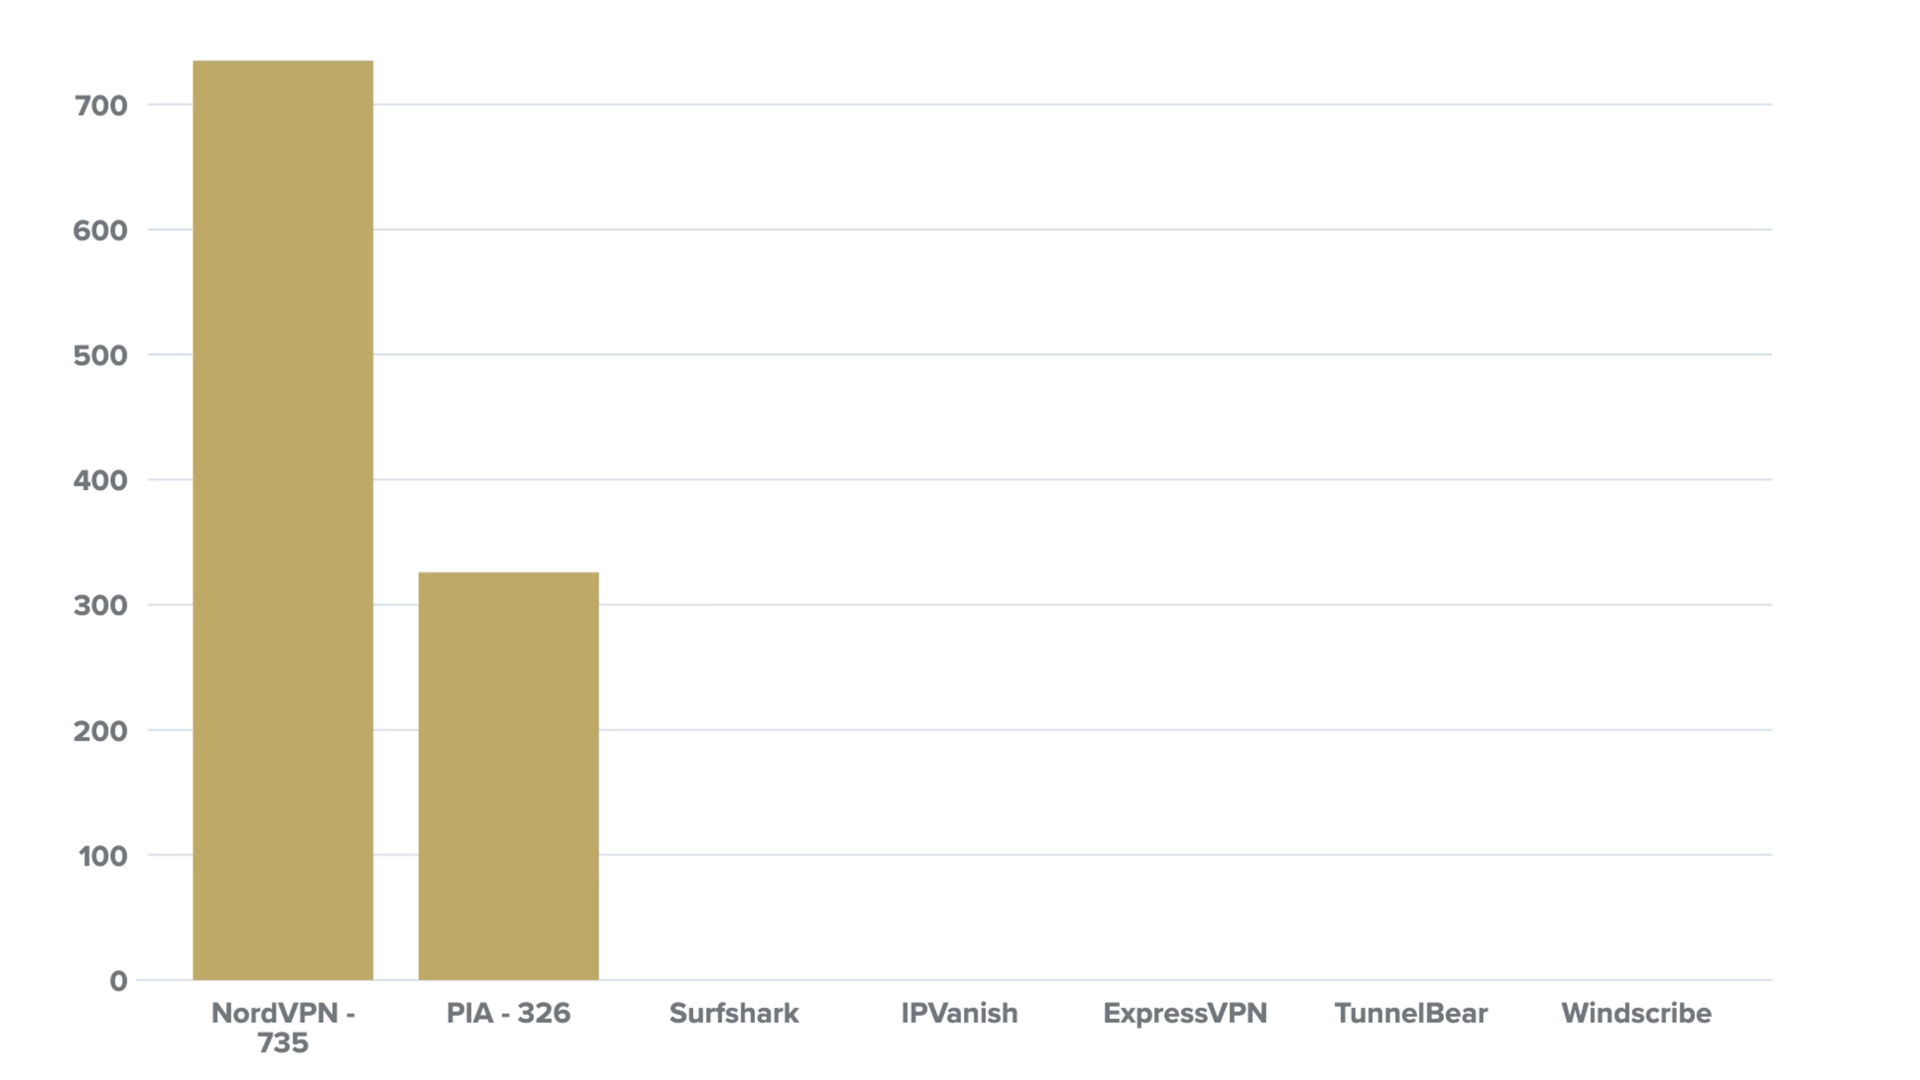 700
600
500
400
300
200
100
0
NordVPN -
735
PIA - 326
Surfshark
IPVanish
ExpressVPN
TunnelBear
Windscribe